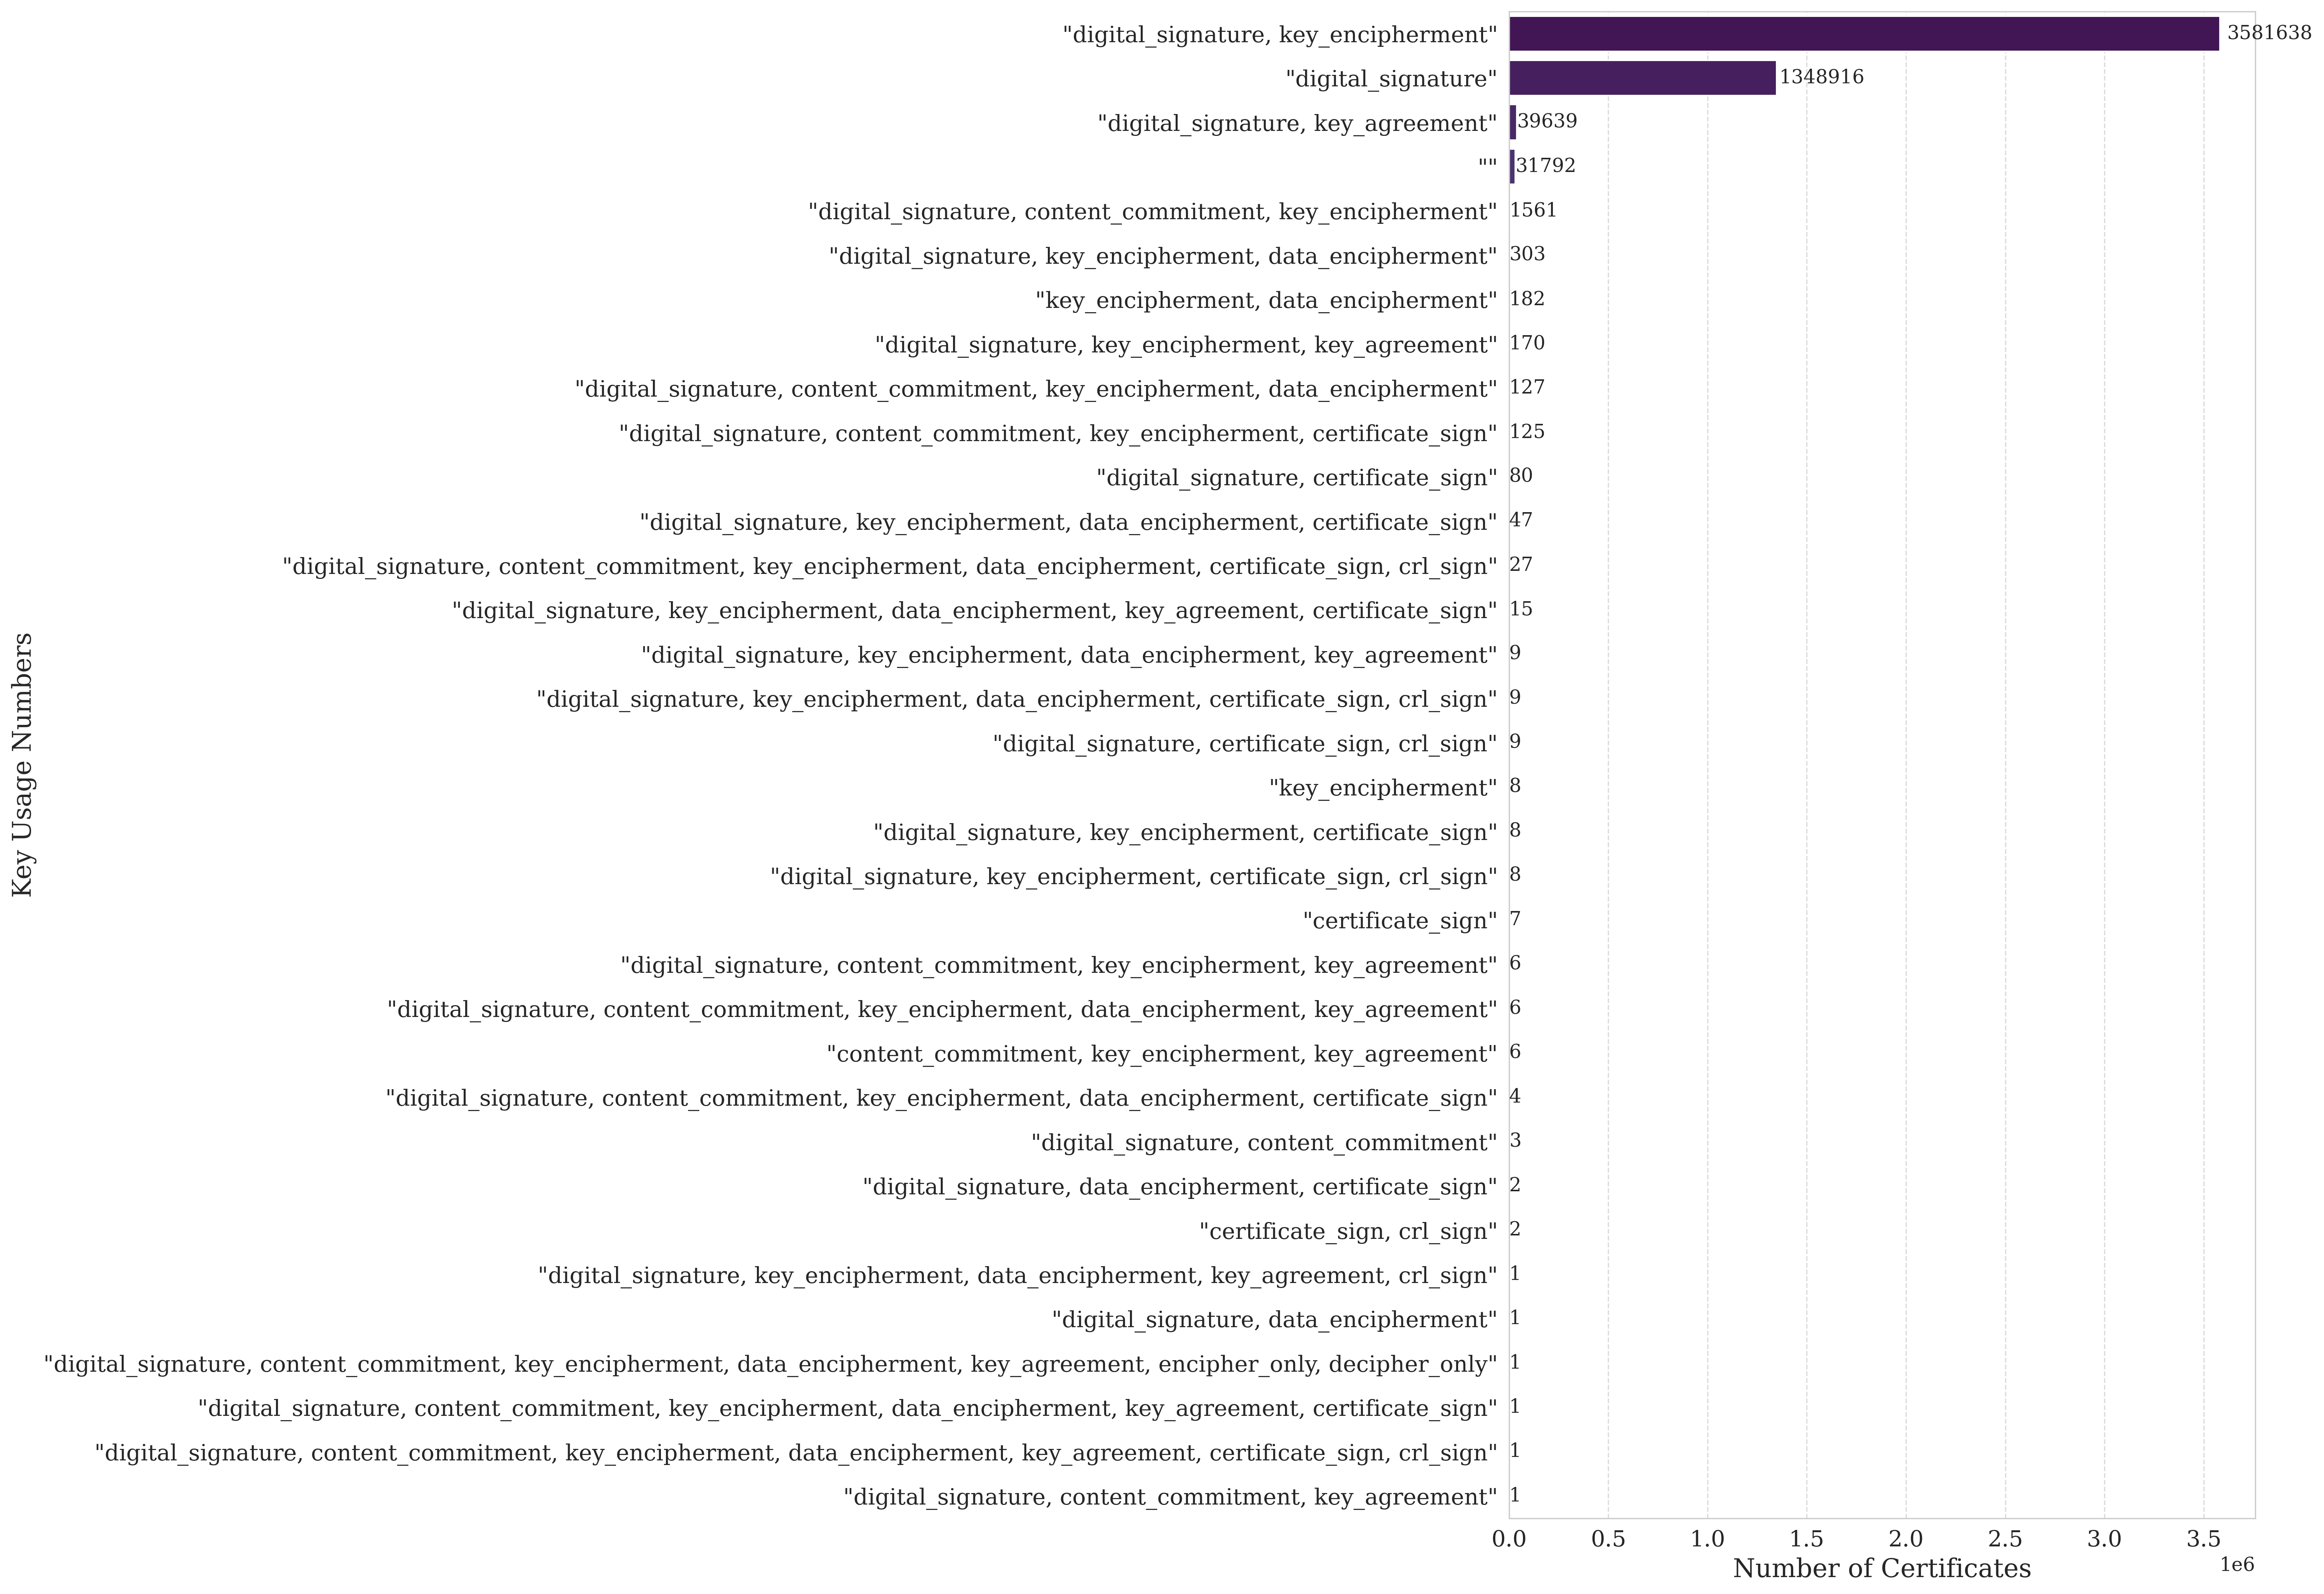 "digital_signature, key_encipherment" 3581638
"digital_signature" 1348916
"digital_signature, key_agreement" 39639
"" 31792
"digital_signature, content_commitment, key_encipherment" 1561
"digital_signature, key_encipherment, data_encipherment" 303
"key_encipherment, data_encipherment" 182
"digital_signature, key_encipherment, key_agreement" 170
"digital_signature, content_commitment, key_encipherment, data_encipherment" 127
"digital_signature, content_commitment, key_encipherment, certificate_sign" 125
"digital_signature, certificate_sign" 80
"digital_signature, key_encipherment, data_encipherment, certificate_sign" 47
"digital_signature, content_commitment, key_encipherment, data_encipherment, certificate_sign, crl_sign" 27
"digital_signature, key_encipherment, data_encipherment, key_agreement, certificate_sign" 15
"digital_signature, key_encipherment, data_encipherment, key_agreement" 9
"digital_signature, key_encipherment, data_encipherment, certificate_sign, crl_sign" 9
"digital_signature, certificate_sign, crl_sign" 9
"key_encipherment" 8
"digital_signature, key_encipherment, certificate_sign" 8
"digital_signature, key_encipherment, certificate_sign, crl_sign" 8
"certificate_sign" 7
"digital_signature, content_commitment, key_encipherment, key_agreement" 6
"digital_signature, content_commitment, key_encipherment, data_encipherment, key_agreement" 6
"content_commitment, key_encipherment, key_agreement" 6
"digital_signature, content_commitment, key_encipherment, data_encipherment, certificate_sign" 4
"digital_signature, content_commitment" 3
"digital_signature, data_encipherment, certificate_sign" 2
"certificate_sign, crl_sign" 2
"digital_signature, key_encipherment, data_encipherment, key_agreement, crl_sign" 1
"digital_signature, data_encipherment" 1
"digital_signature, content_commitment, key_encipherment, data_encipherment, key_agreement, encipher_only, decipher_only" 1
"digital_signature, content_commitment, key_encipherment, data_encipherment, key_agreement, certificate_sign" 1
"digital_signature, content_commitment, key_encipherment, data_encipherment, key_agreement, certificate_sign, crl_sign" 1
"digital_signature, content_commitment, key_agreement" 1
Key Usage Numbers
0.0 0.5 1.0 1.5 2.0 2.5 3.0 3.5
1e6
Number of Certificates